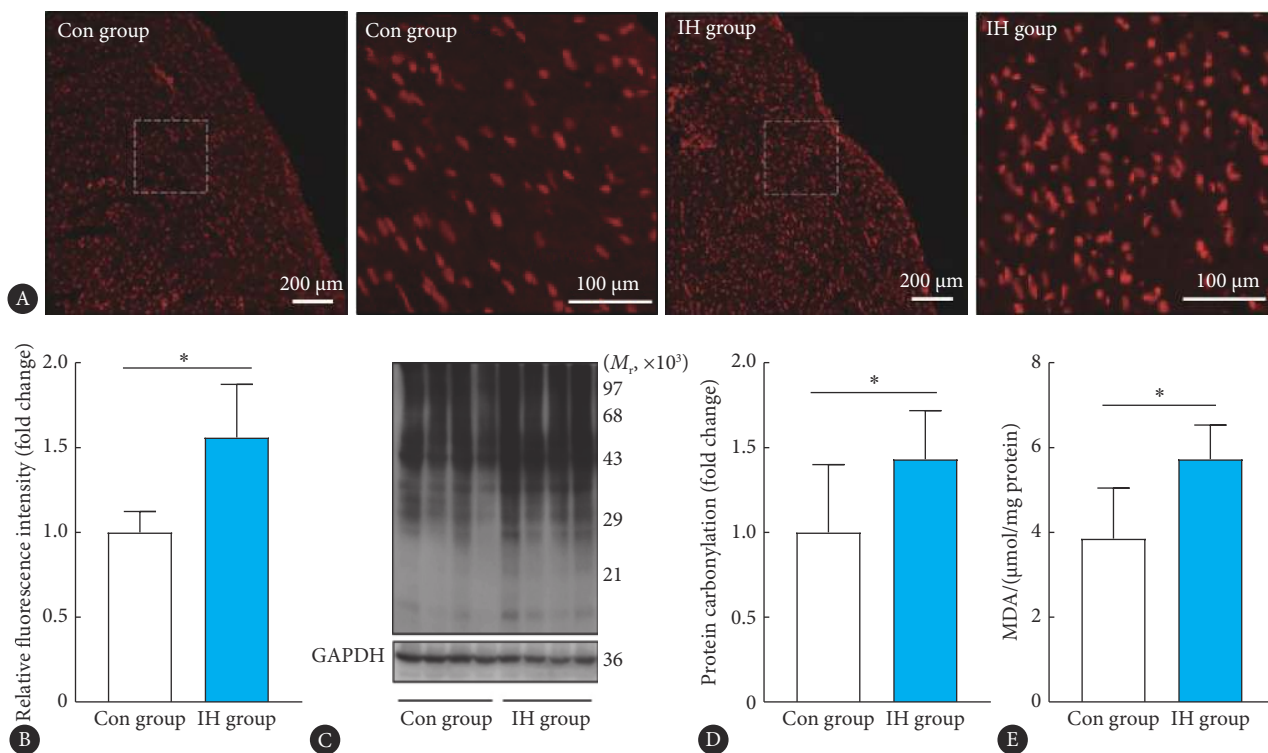 Con group
Con group
IH group
IH goup
200 μm
100 μm
200 μm
100 μm
A
Relative fluorescence intensity (fold change)
2.0
1.5
1.0
0.5
0
*
Con group
IH group
B
(Mr, ×10³)
97
68
43
29
21
GAPDH
36
Con group
IH group
C
Protein carbonylation (fold change)
2.0
1.5
1.0
0.5
0
*
Con group
IH group
D
MDA/(μmol/mg protein)
8
6
4
2
0
*
Con group
IH group
E